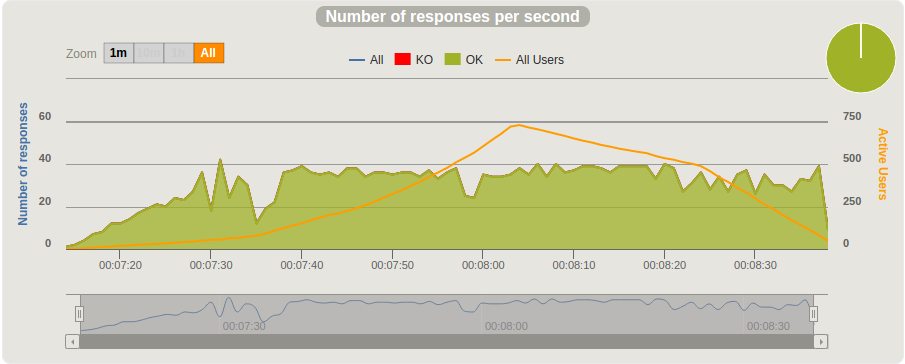 Number of responses per second
Zoom 1m 10m 1h All
All KO OK All Users
Number of responses
Active Users
60 750
40 500
20 250
0 0
00:07:20 00:07:30 00:07:40 00:07:50 00:08:00 00:08:10 00:08:20 00:08:30
00:07:30 00:08:00 00:08:30